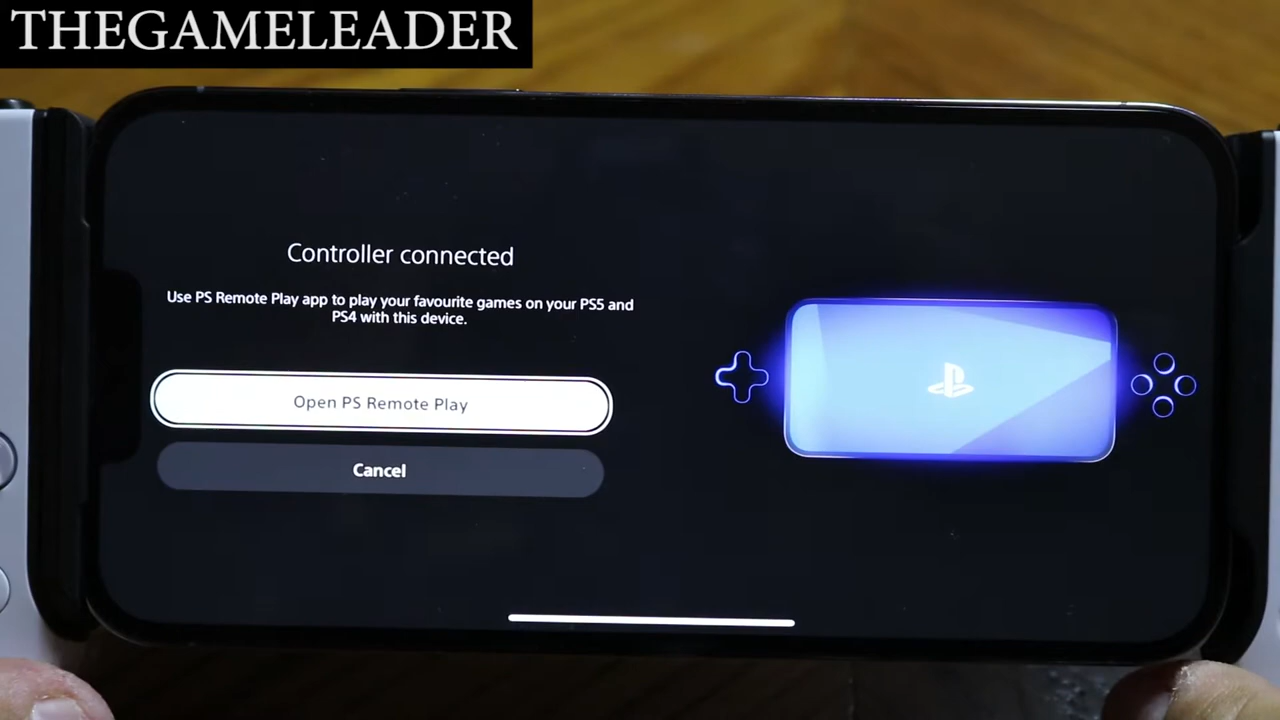 THEGAMELEADER
Controller connected
Use PS Remote Play app to play your favourite games on your PS5 and
PS4 with this device.
Open PS Remote Play
Cancel